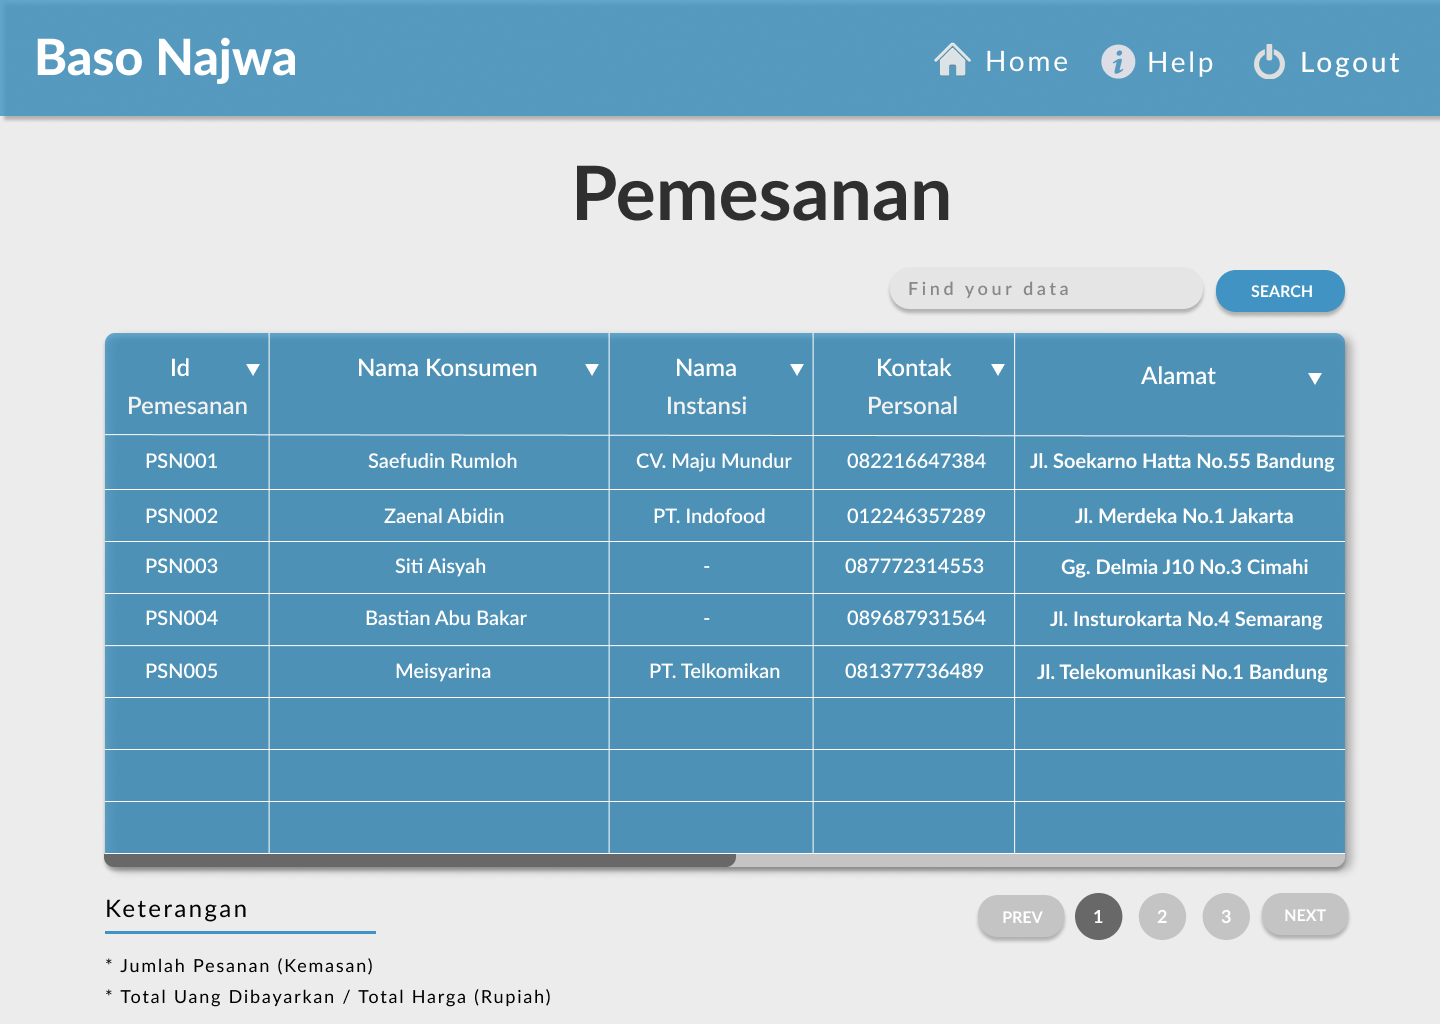 Baso Najwa
Home
Help
Logout
Pemesanan
Find your data
SEARCH
Id Pemesanan
Nama Konsumen
Nama Instansi
Kontak Personal
Alamat
PSN001 Saefudin Rumloh CV. Maju Mundur 082216647384 Jl. Soekarno Hatta No.55 Bandung
PSN002 Zaenal Abidin PT. Indofood 012246357289 Jl. Merdeka No.1 Jakarta
PSN003 Siti Aisyah - 087772314553 Gg. Delmia J10 No.3 Cimahi
PSN004 Bastian Abu Bakar - 089687931564 Jl. Insturokarta No.4 Semarang
PSN005 Meisyarina PT. Telkomikan 081377736489 Jl. Telekomunikasi No.1 Bandung
Keterangan
PREV 1 2 3 NEXT
* Jumlah Pesanan (Kemasan)
* Total Uang Dibayarkan / Total Harga (Rupiah)